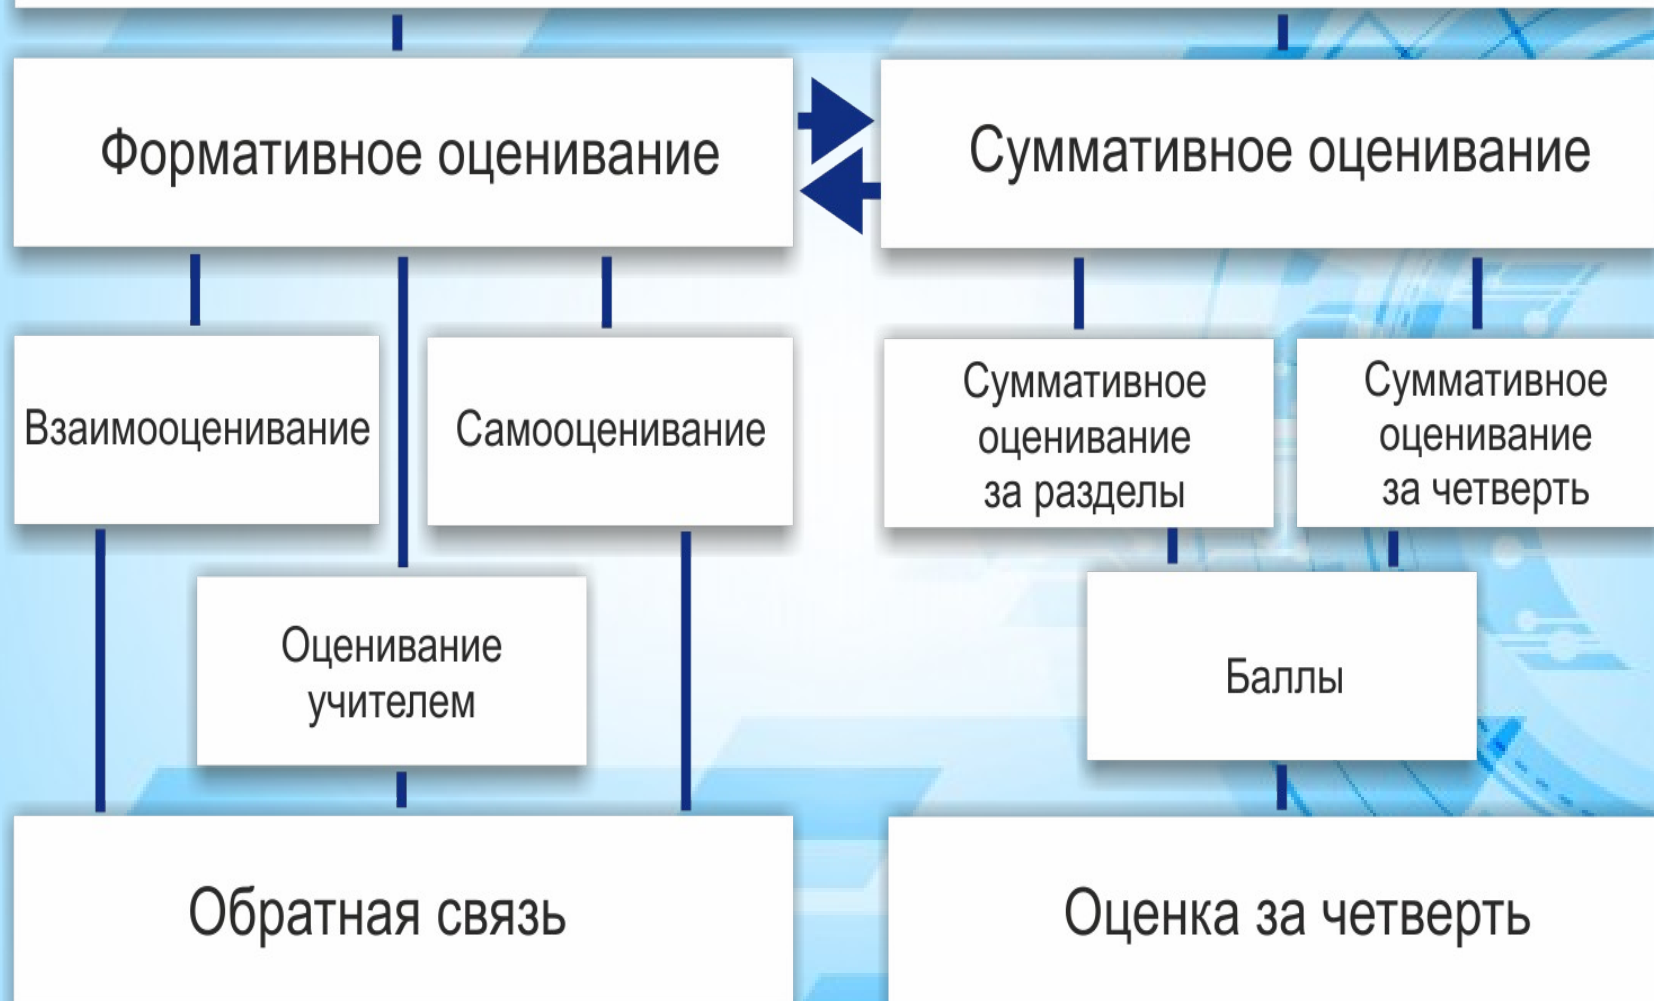 Формативное оценивание
Суммативное оценивание
Взаимооценивание
Самооценивание
Суммативное
оценивание
за разделы
Суммативное
оценивание
за четверть
Оценивание
учителем
Баллы
Обратная связь
Оценка за четверть